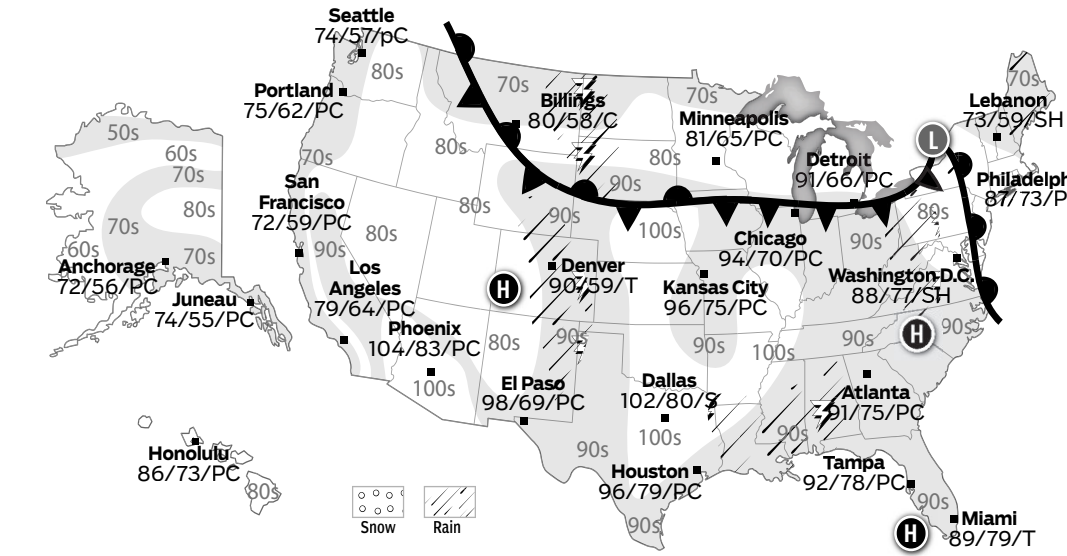 Seattle
74/57/pC
80s
Portland
75/62/PC
70s
Billings
80/58/C
70s
Minneapolis
81/65/PC
70s
Lebanon
73/59/SH
50s
60s
70s
80s
70s
60s
70s
Anchorage
72/56/PC
Juneau
74/55/PC
70s
80s
80s
90s
Detroit
91/66/PC
L
Philadelph
87/73/P
San
Francisco
72/59/PC
80s
90s
80s
90s
100s
80s
90s
Chicago
94/70/PC
Los
Angeles
79/64/PC
H
Denver
90/59/T
Kansas City
96/75/PC
Washington D.C.
88/77/SH
Phoenix
104/83/PC
80s
90s
90s
100s
90s
H
90s
100s
El Paso
98/69/PC
Dallas
102/80/S
100s
Atlanta
91/75/PC
90s
90s
Honolulu
86/73/PC
80s
Snow
Rain
Houston
96/79/PC
90s
Tampa
92/78/PC
90s
H
Miami
89/79/T